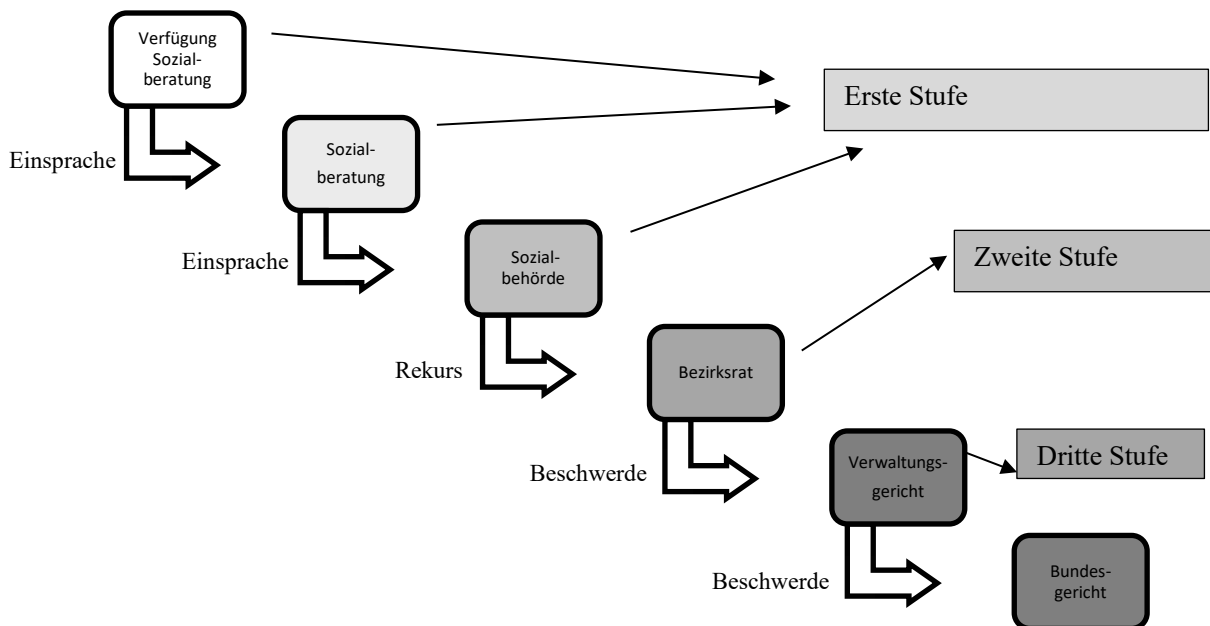 Verfügung
Sozial-
beratung
Erste Stufe
Einsprache
Sozial-
beratung
Einsprache
Sozial-
behörde
Zweite Stufe
Rekurs
Bezirksrat
Beschwerde
Verwaltungs-
gericht
Dritte Stufe
Beschwerde
Bundes-
gericht